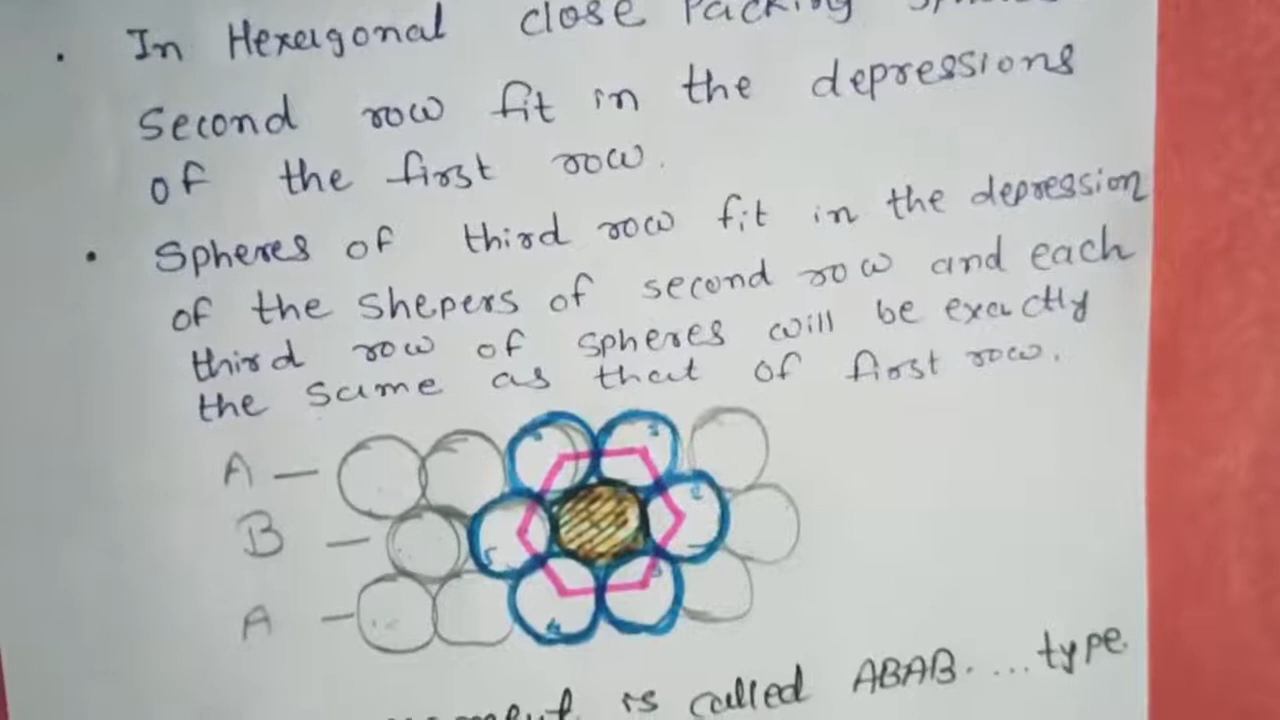 . In Hexagonal close Packing
second row fit in the depressions
of the first row.
. Spheres of third row fit in the depression
of the shepers of second row and each
third row of spheres will be exactly
the same as that of first row.
A —
B —
A —
is called ABAB.... type